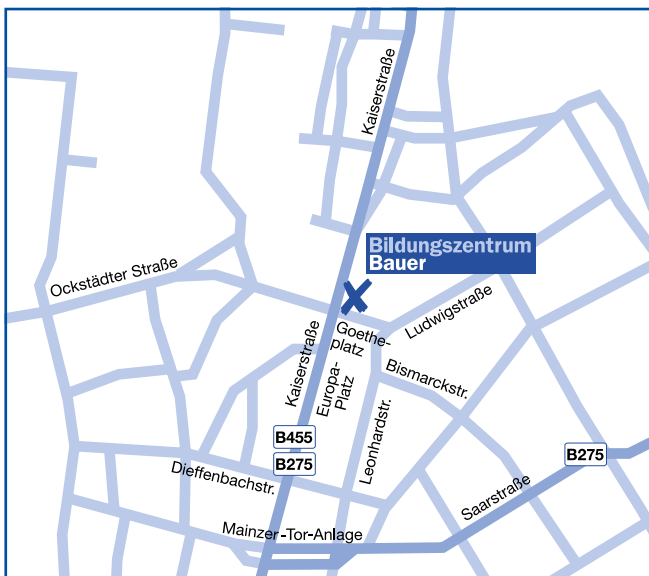 Kaiserstraße
Bildungszentrum
Bauer
Ockstädter Straße
Ludwigstraße
Goethe-
platz
Kaiserstraße
Europa-
Platz
Bismarckstr.
Leonhardstr.
B455
B275
B275
Dieffenbachstr.
Saarstraße
Mainzer-Tor-Anlage